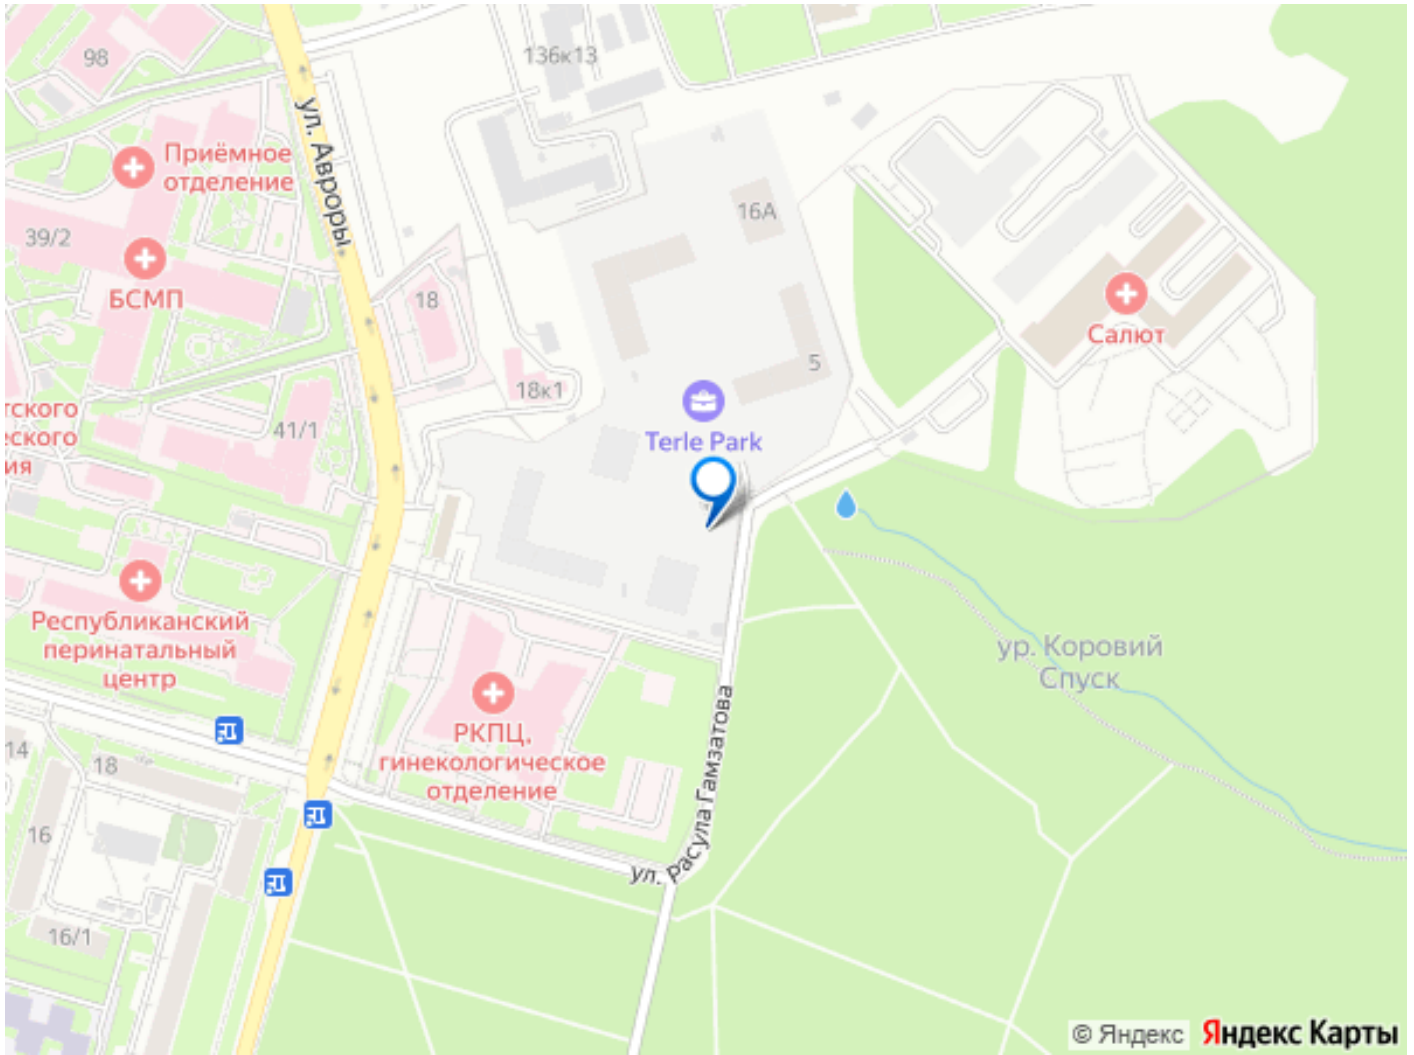 98
136к13
ул. Авроры
Приёмное
отделение
16А
39/2
БСМП
18
Салют
5
18к1
Terle Park
тского
еского
ия
41/1
Республиканский
перинатальный
центр
ур. Коровий
Спуск
РКПЦ,
гинекологическое
отделение
ул. Расула Гамзатова
14
18
16
16/1
© Яндекс Яндекс Карты